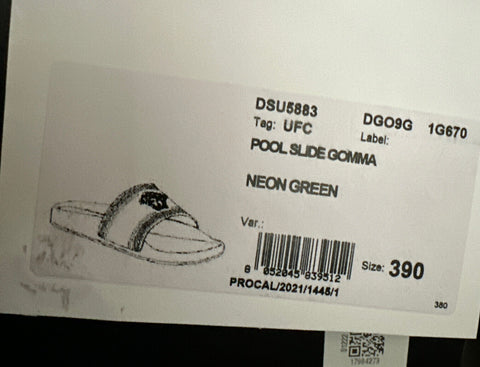 DSU5883 DGO9G 1G670
Tag: UFC Label:
POOL SLIDE GOMMA
NEON GREEN
Var.:
8 052045 839512 Size: 390
PROCAL/2021/1445/1
380
17984273